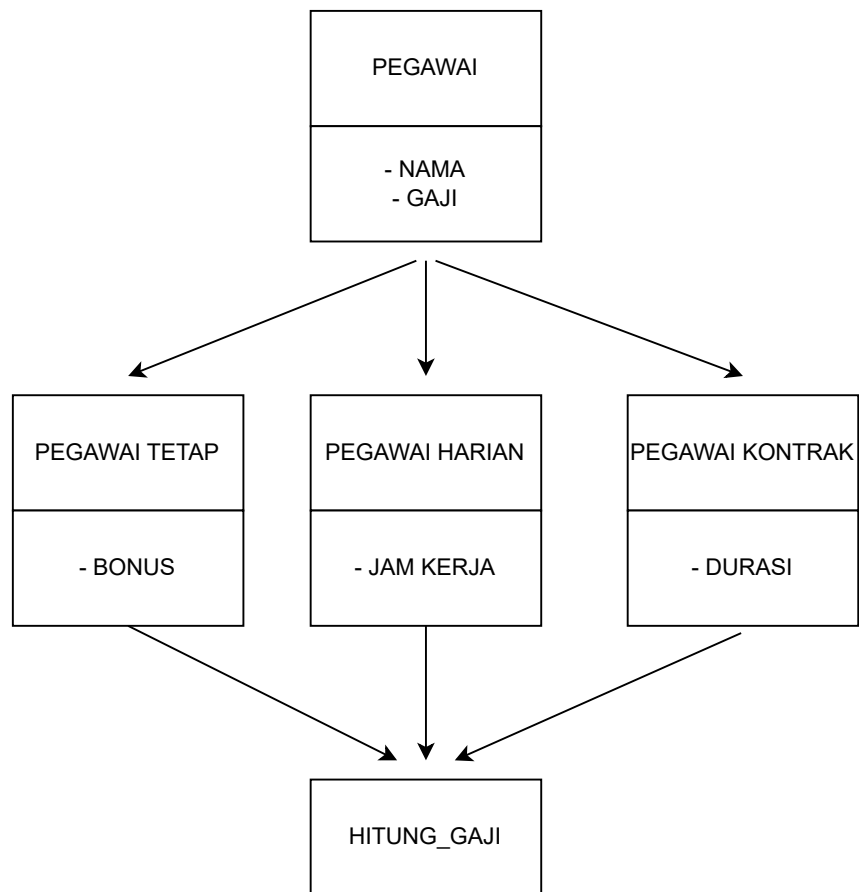 PEGAWAI
- NAMA
- GAJI
PEGAWAI TETAP
PEGAWAI HARIAN
PEGAWAI KONTRAK
- BONUS
- JAM KERJA
- DURASI
HITUNG_GAJI